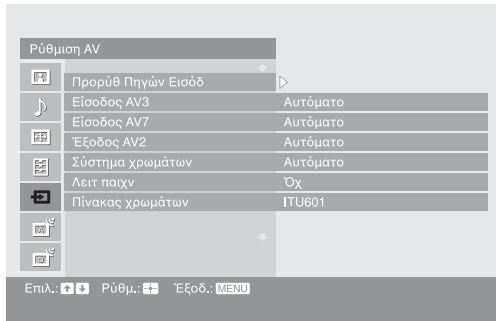 Ρύθμιση AV
Προρύθ Πηγών Εισόδ
Είσοδος AV3 Αυτόματο
Είσοδος AV7 Αυτόματο
Έξοδος AV2 Αυτόματο
Σύστημα χρωμάτων Αυτόματο
Λειτ παιχν Όχ
Πίνακας χρωμάτων ITU601
Επιλ.: Ρύθμ.: Έξοδ.: MENU